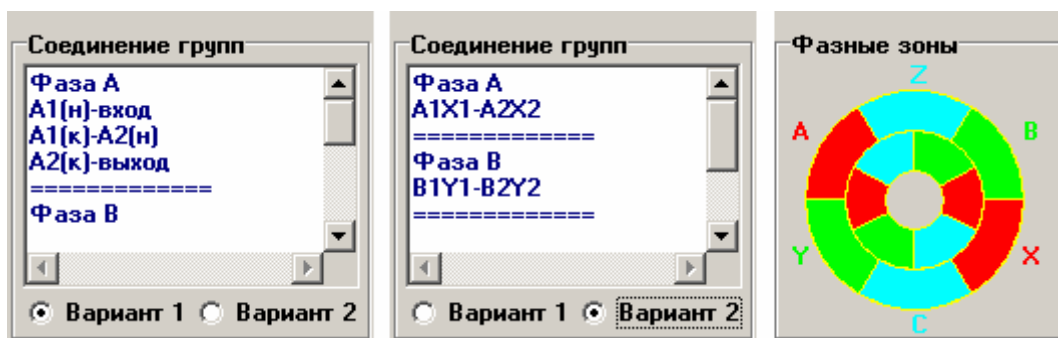 Соединение групп
Фаза А
А1(н)-вход
А1(к)-А2(н)
А2(к)-выход
==============
Фаза В
Вариант 1
Вариант 2
Соединение групп
Фаза А
А1Х1-А2Х2
==============
Фаза В
В1Y1-B2Y2
==============
Вариант 1
Вариант 2
Фазные зоны
Z
A
B
Y
X
C